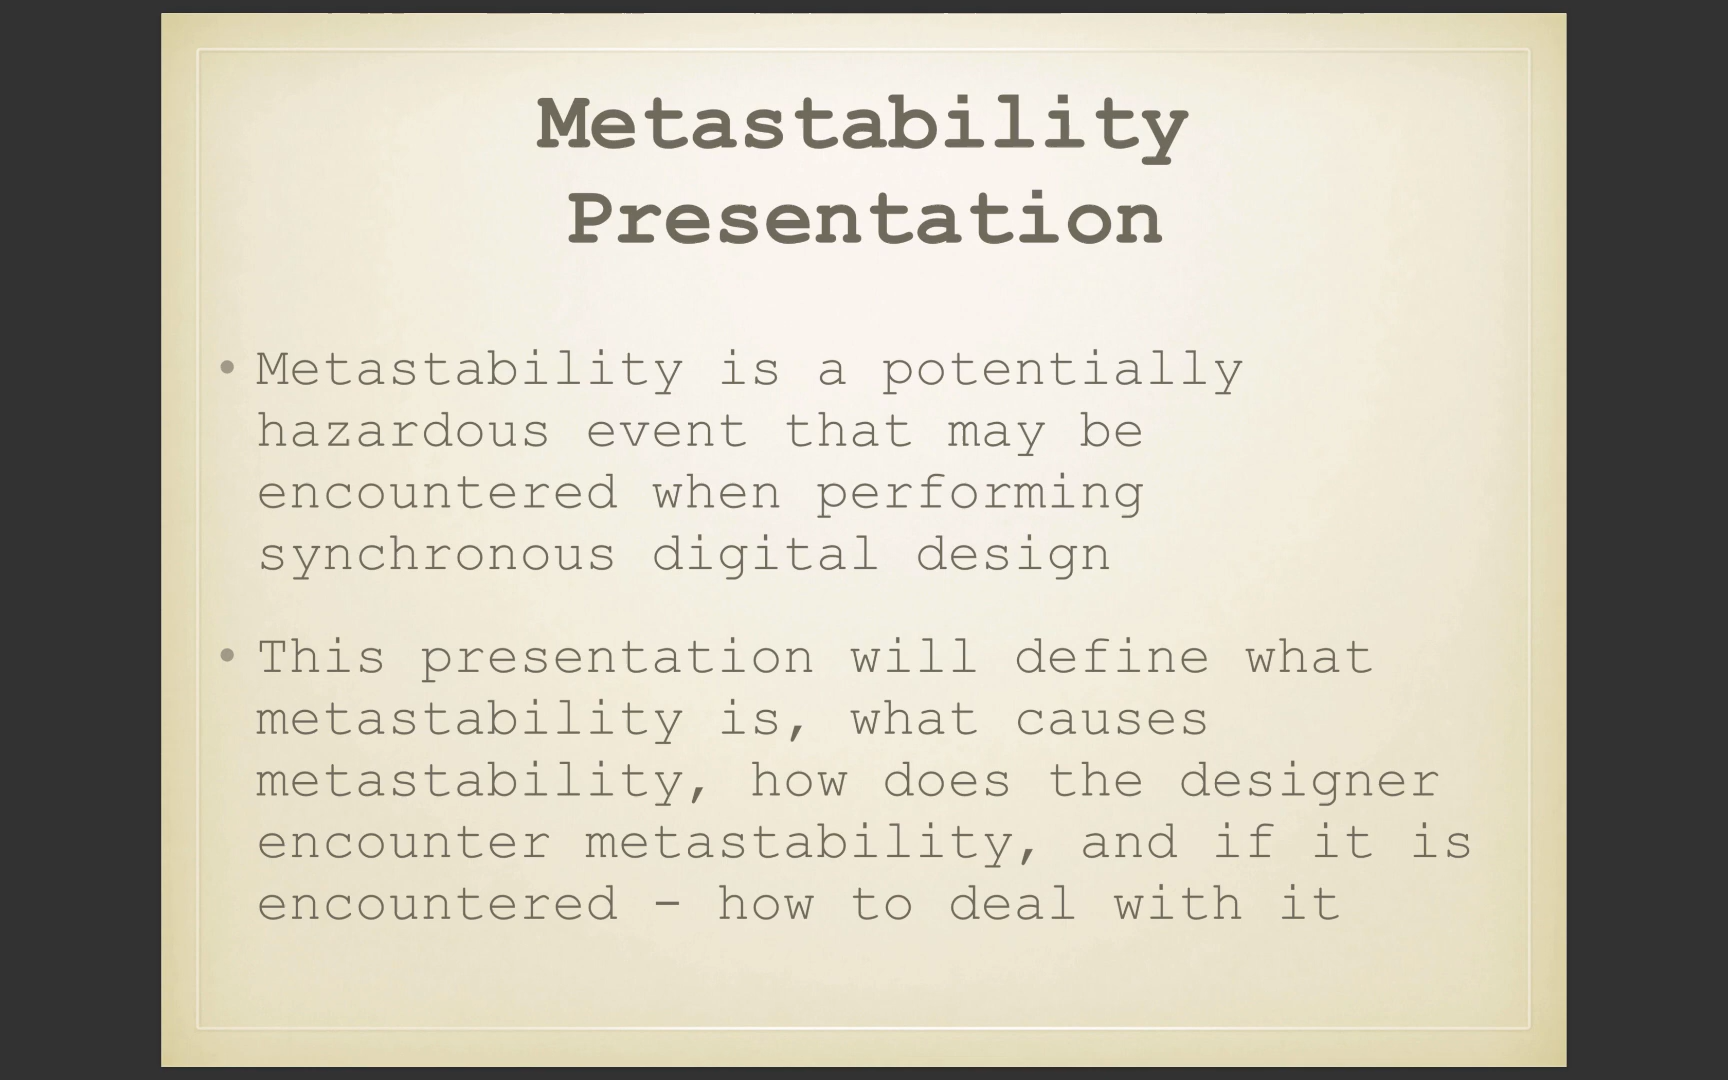 Metastability
Presentation
• Metastability is a potentially
hazardous event that may be
encountered when performing
synchronous digital design
• This presentation will define what
metastability is, what causes
metastability, how does the designer
encounter metastability, and if it is
encountered - how to deal with it